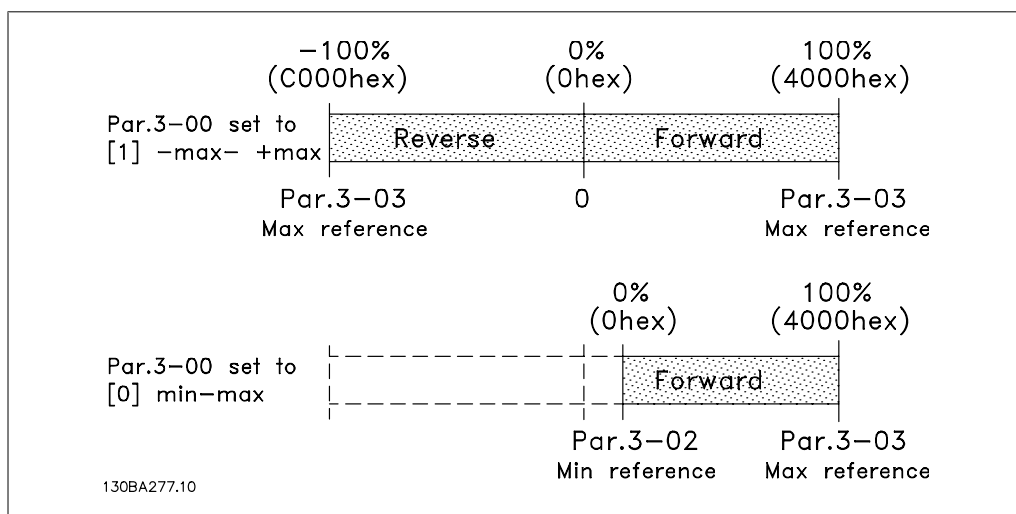 -100% 0% 100%
(C000hex) (0hex) (4000hex)
Par.3-00 set to
[1] -max- +max
Reverse Forward
Par.3-03 0 Par.3-03
Max reference Max reference
0% 100%
(0hex) (4000hex)
Par.3-00 set to
[0] min-max
Forward
Par.3-02 Par.3-03
Min reference Max reference
130BA277.10